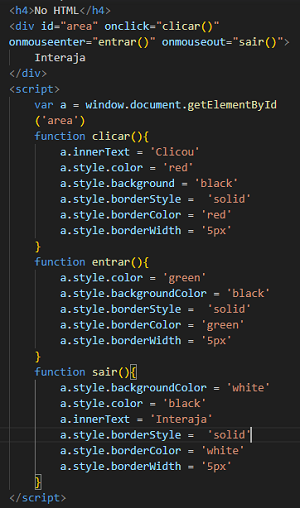 <h4>No HTML</h4>
<div id="area" onclick="clicar()"
onmouseenter="entrar()" onmouseout="sair()">
Interaja
</div>
<script>
var a = window.document.getElementById
('area')
function clicar(){
a.innerText = 'Clicou'
a.style.color = 'red'
a.style.background = 'black'
a.style.borderStyle =  'solid'
a.style.borderColor = 'red'
a.style.borderWidth = '5px'
}
function entrar(){
a.style.color = 'green'
a.style.backgroundColor = 'black'
a.style.borderStyle =  'solid'
a.style.borderColor = 'green'
a.style.borderWidth = '5px'
}
function sair(){
a.style.backgroundColor = 'white'
a.style.color = 'black'
a.innerText = 'Interaja'
a.style.borderStyle =  'solid'
a.style.borderColor = 'white'
a.style.borderWidth = '5px'
}
</script>